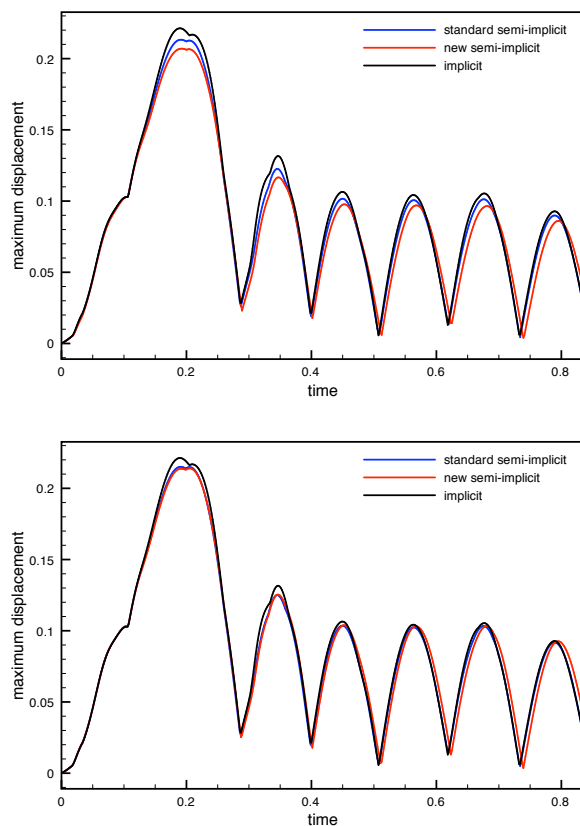 standard semi-implicit
new semi-implicit
implicit
maximum displacement
0.2
0.15
0.1
0.05
0
0 0.2 0.4 0.6 0.8
time
standard semi-implicit
new semi-implicit
implicit
maximum displacement
0.2
0.15
0.1
0.05
0
0 0.2 0.4 0.6 0.8
time